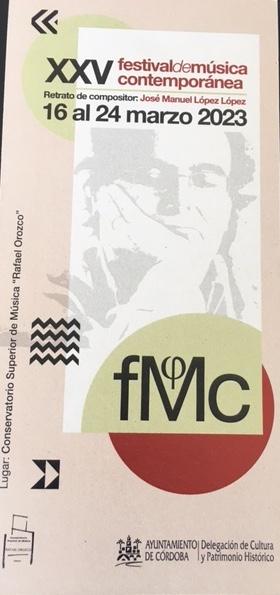 XXV festivaldemúsica
contemporánea
Retrato de compositor: José Manuel López López
16 al 24 marzo 2023
Lugar: Conservatorio Superior de Música "Rafael Orozco"
fMc
φ
AYUNTAMIENTO
DE CÓRDOBA
Delegación de Cultura
y Patrimonio Histórico